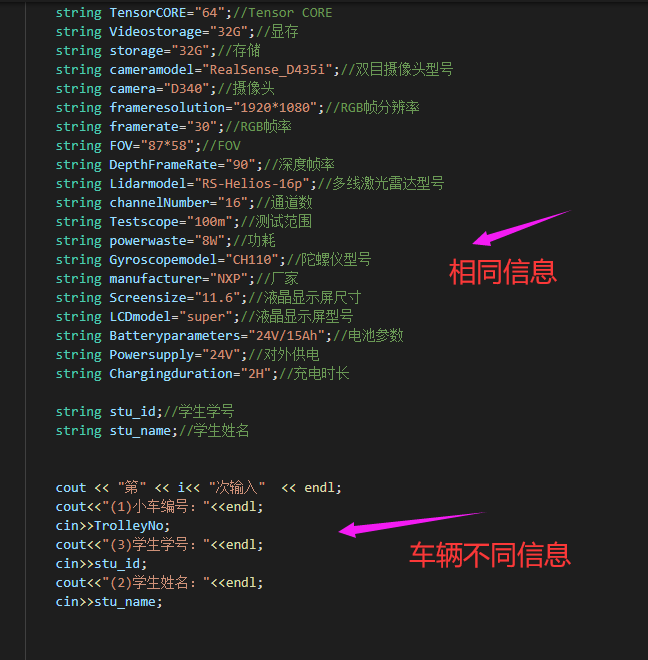 string TensorCORE="64";//Tensor CORE
string Videostorage="32G";//显存
string storage="32G";//存储
string cameramodel="RealSense_D435i";//双目摄像头型号
string camera="D340";//摄像头
string frameresolution="1920*1080";//RGB帧分辨率
string framerate="30";//RGB帧率
string FOV="87*58";//FOV
string DepthFrameRate="90";//深度帧率
string Lidarmodel="RS-Helios-16p";//多线激光雷达型号
string channelNumber="16";//通道数
string Testscope="100m";//测试范围
string powerwaste="8W";//功耗
string Gyroscopemodel="CH110";//陀螺仪型号
相同信息
string manufacturer="NXP";//厂家
string Screensize="11.6";//液晶显示屏尺寸
string LCDmodel="super";//液晶显示屏型号
string Batteryparameters="24V/15Ah";//电池参数
string Powersupply="24V";//对外供电
string Chargingduration="2H";//充电时长
string stu_id;//学生学号
string stu_name;//学生姓名
cout << "第" << i<< "次输入"  << endl;
cout<<"(1)小车编号："<<endl;
cin>>TrolleyNo;
cout<<"(3)学生学号："<<endl;
车辆不同信息
cin>>stu_id;
cout<<"(2)学生姓名："<<endl;
cin>>stu_name;